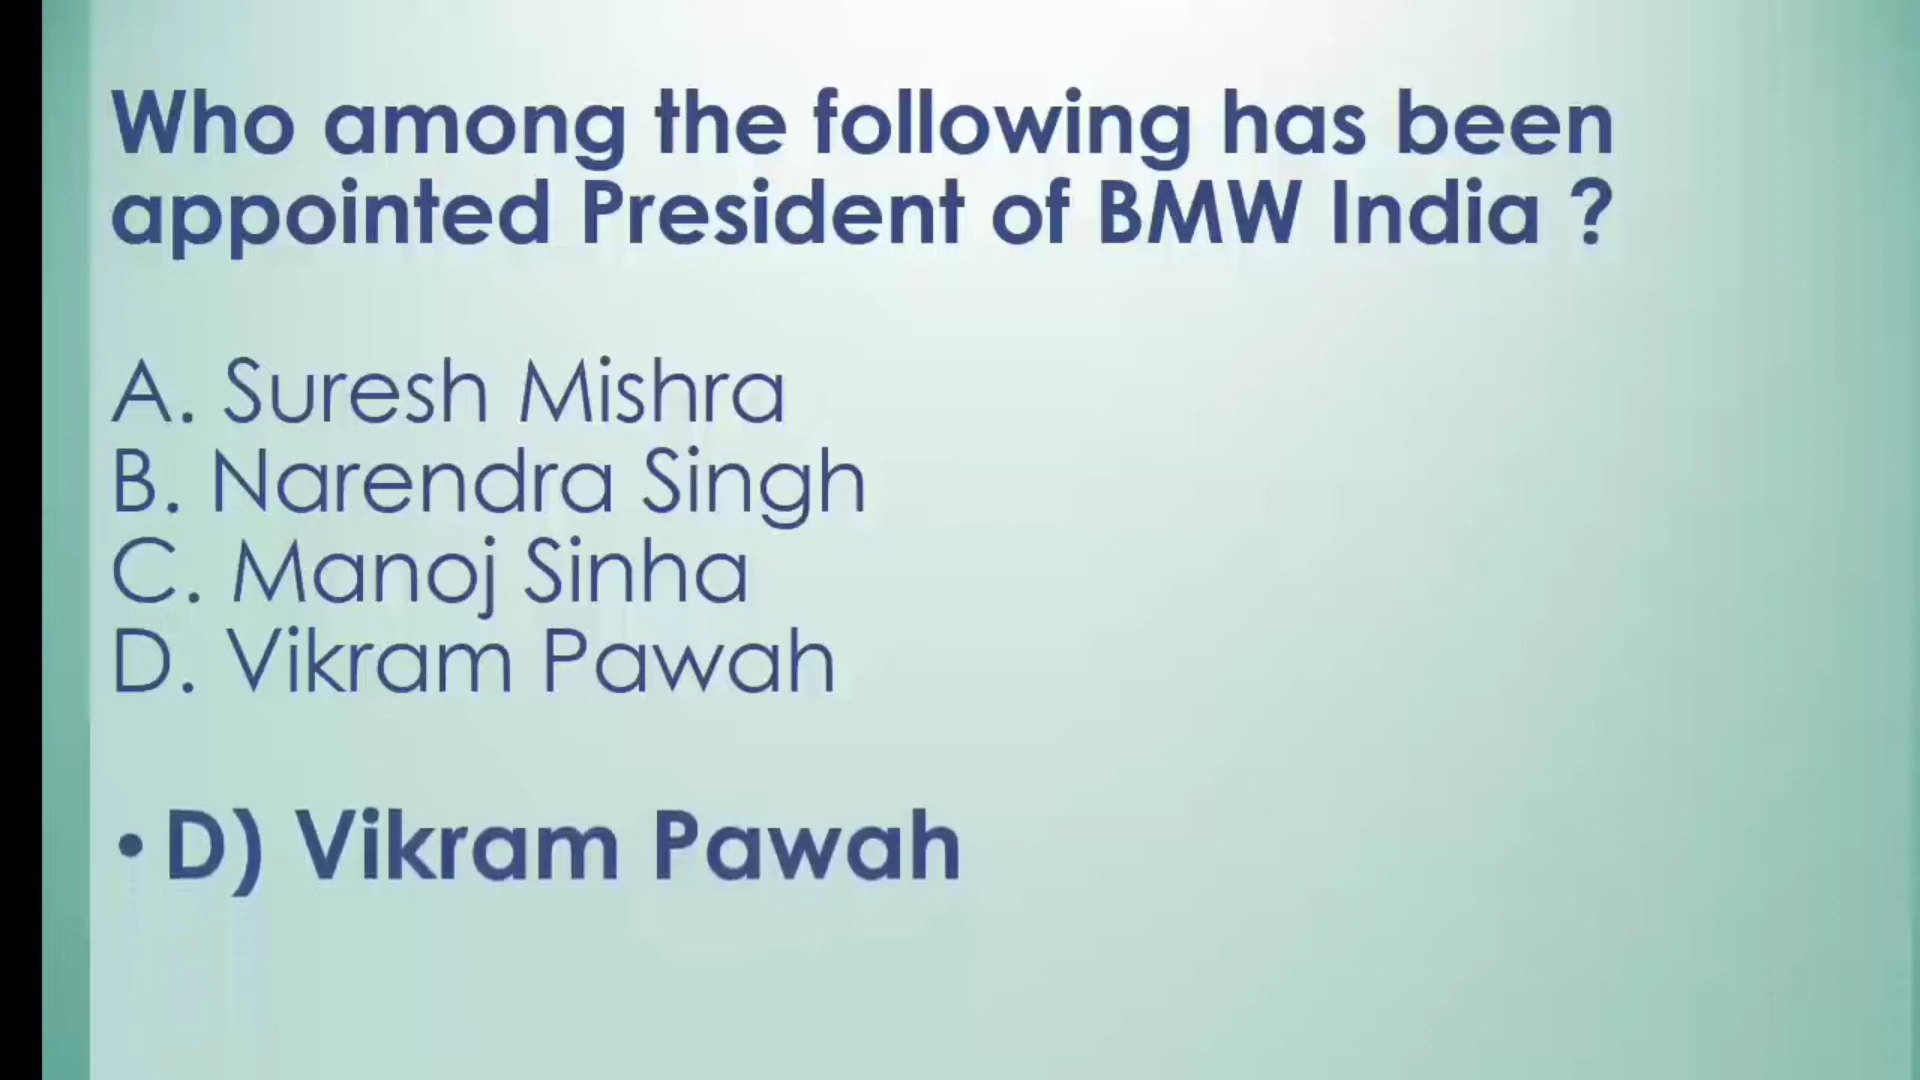 Who among the following has been
appointed President of BMW India ?
A. Suresh Mishra
B. Narendra Singh
C. Manoj Sinha
D. Vikram Pawah
• D) Vikram Pawah